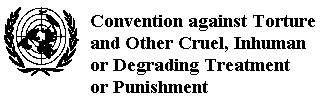 Convention against Torture
and Other Cruel, Inhuman
or Degrading Treatment
or Punishment